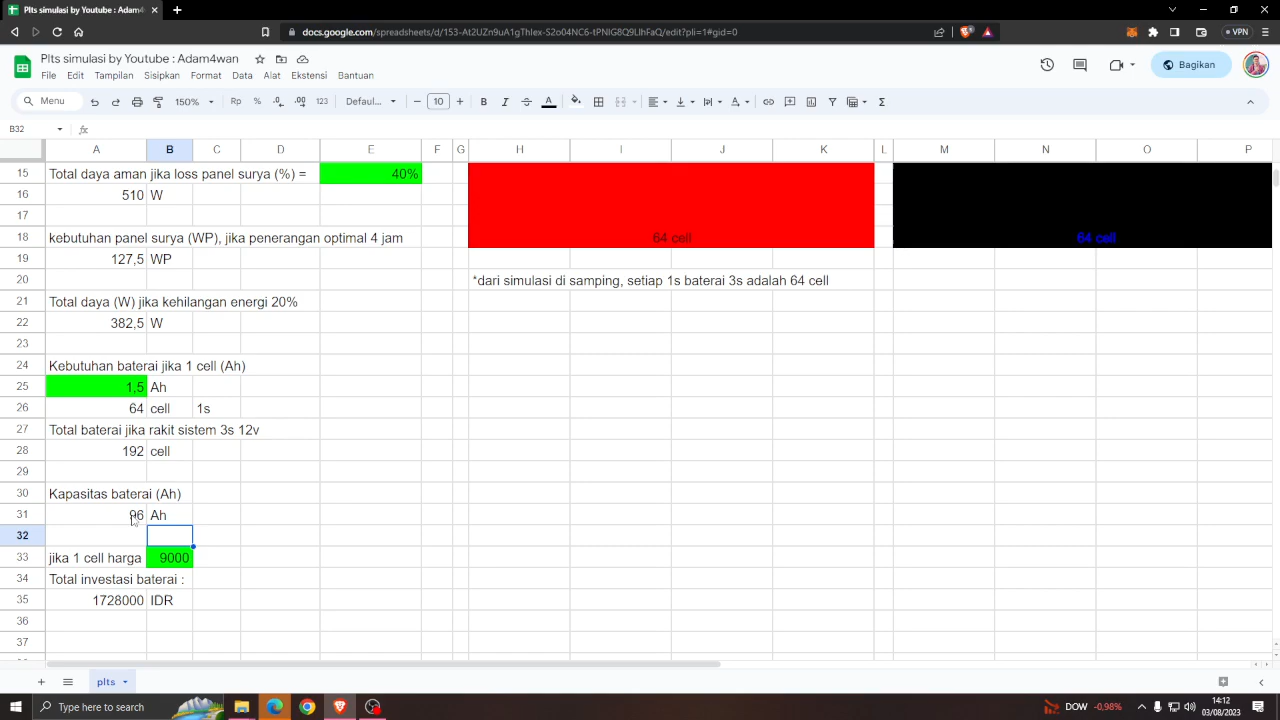 Plts simulasi by Youtube : Adam4
docs.google.com/spreadsheets/d/153-At2UZn9uA1gThIex-S2o04NC6-tPNIG8Q9LIhFaQ/edit?pli=1#gid=0
VPN
Plts simulasi by Youtube : Adam4wan
File Edit Tampilan Sisipkan Format Data Alat Ekstensi Bantuan
Bagikan
Menu 150% Rp % .0 .00 123 Defaul... 10 B I A
B32 fx
A B C D E F G H I J K L M N O P
15 Total daya aman jika loss panel surya (%) = 40%
16 510 W
17
18 kebutuhan panel surya (WP), jika penerangan optimal 4 jam 64 cell 64 cell
19 127,5 WP
20 *dari simulasi di samping, setiap 1s baterai 3s adalah 64 cell
21 Total daya (W) jika kehilangan energi 20%
22 382,5 W
23
24 Kebutuhan baterai jika 1 cell (Ah)
25 1,5 Ah
26 64 cell 1s
27 Total baterai jika rakit sistem 3s 12v
28 192 cell
29
30 Kapasitas baterai (Ah)
31 96 Ah
32
33 jika 1 cell harga 9000
34 Total investasi baterai :
35 1728000 IDR
36
37
plts
Type here to search
DOW -0,98%
14:12
03/08/2023